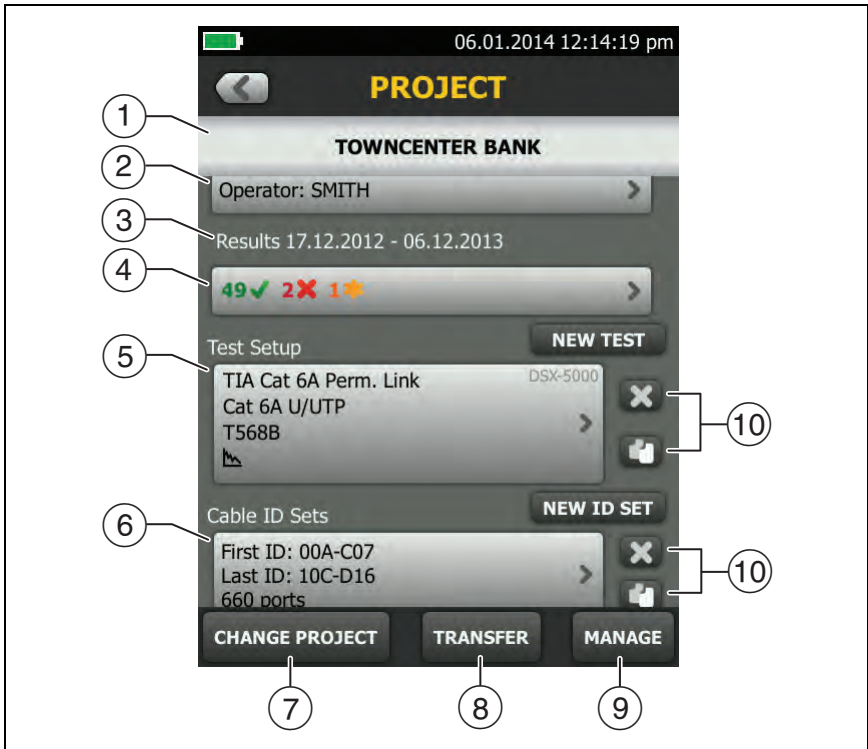 06.01.2014 12:14:19 pm
PROJECT
1
TOWNCENTER BANK
2
Operator: SMITH
3
Results 17.12.2012 - 06.12.2013
4
49 2 1
NEW TEST
5
Test Setup
TIA Cat 6A Perm. Link
DSX-5000
Cat 6A U/UTP
T568B
10
NEW ID SET
6
Cable ID Sets
First ID: 00A-C07
Last ID: 10C-D16
660 ports
10
CHANGE PROJECT
TRANSFER
MANAGE
7
8
9